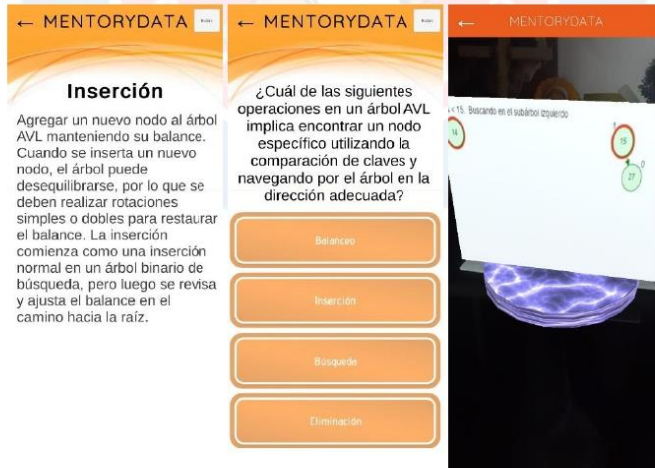 ← MENTORYDATA
Inserción
Agregar un nuevo nodo al árbol
AVL manteniendo su balance.
Cuando se inserta un nuevo
nodo, el árbol puede
desequilibrarse, por lo que se
deben realizar rotaciones
simples o dobles para restaurar
el balance. La inserción
comienza como una inserción
normal en un árbol binario de
búsqueda, pero luego se revisa
y ajusta el balance en el
camino hacia la raíz.
← MENTORYDATA
¿Cuál de las siguientes
operaciones en un árbol AVL
implica encontrar un nodo
específico utilizando la
comparación de claves y
navegando por el árbol en la
dirección adecuada?
Balanceo
Inserción
Búsqueda
Eliminación
← MENTORYDATA
< 15. Buscando en el subárbol izquierdo
14
1
15
0
27